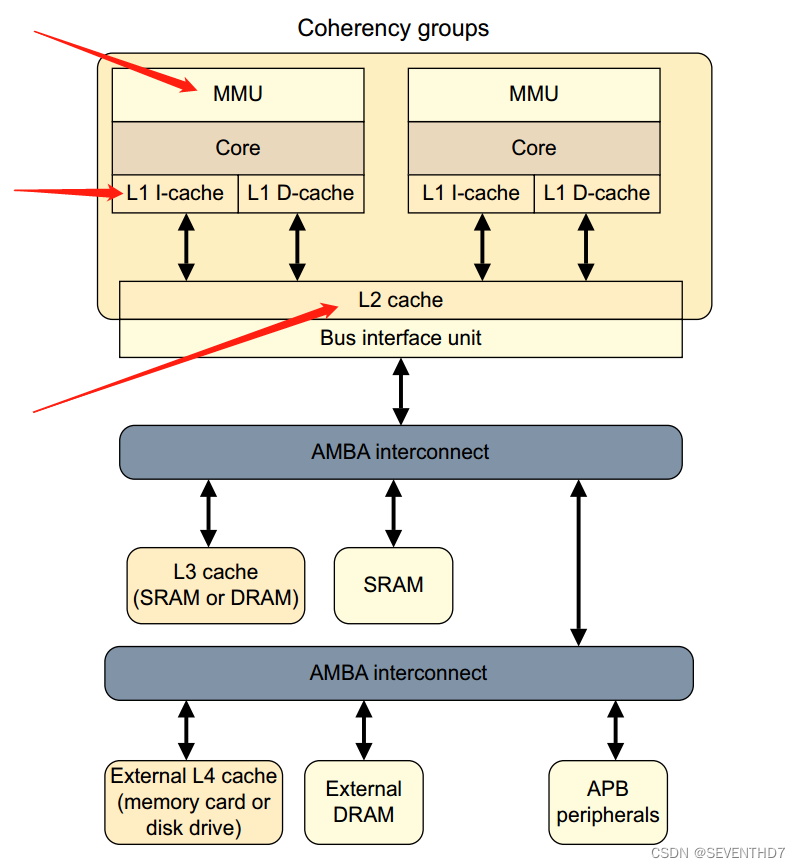 Coherency groups
MMU
MMU
Core
Core
L1 I-cache
L1 D-cache
L1 I-cache
L1 D-cache
L2 cache
Bus interface unit
AMBA interconnect
L3 cache
(SRAM or DRAM)
SRAM
AMBA interconnect
External L4 cache
(memory card or
disk drive)
External
DRAM
APB
peripherals
CSDN @SEVENTHD7